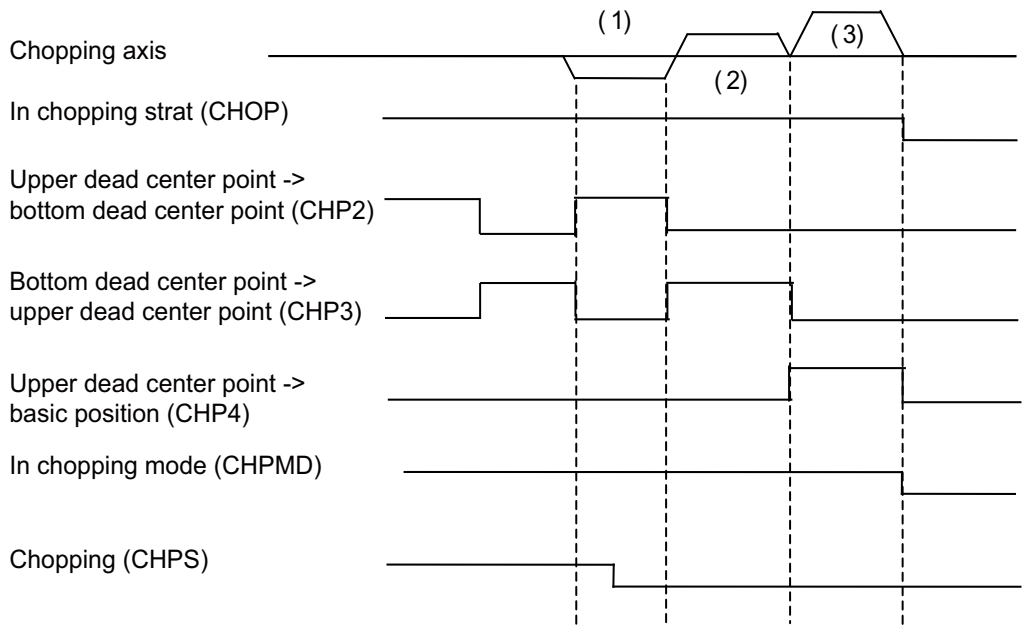 ( 1)
Chopping axis
( 3)
( 2)
In chopping strat (CHOP)
Upper dead center point ->
bottom dead center point (CHP2)
Bottom dead center point ->
upper dead center point (CHP3)
Upper dead center point ->
basic position (CHP4)
In chopping mode (CHPMD)
Chopping (CHPS)